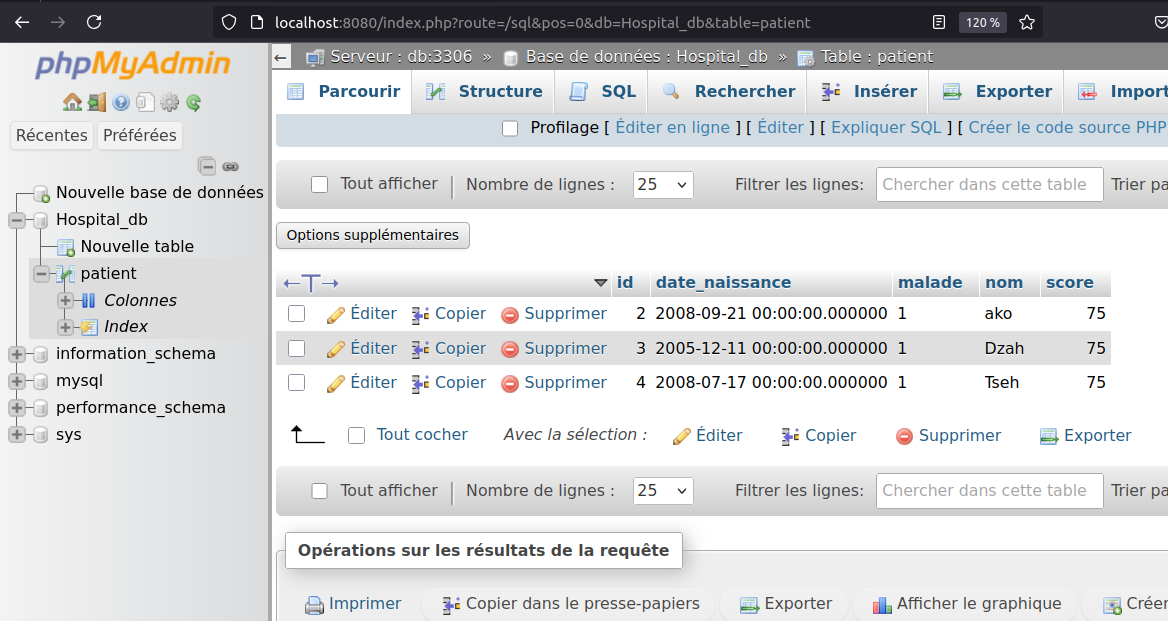 localhost:8080/index.php?route=/sql&pos=0&db=Hospital_db&table=patient 120 %
phpMyAdmin
Récentes Préférées
Nouvelle base de données
Hospital_db
Nouvelle table
patient
Colonnes
Index
information_schema
mysql
performance_schema
sys
Serveur : db:3306 » Base de données : Hospital_db » Table : patient
Parcourir Structure SQL Rechercher Insérer Exporter Import
Profilage [ Éditer en ligne ] [ Éditer ] [ Expliquer SQL ] [ Créer le code source PHP
Tout afficher | Nombre de lignes : 25 Filtrer les lignes: Chercher dans cette table Trier pa
Options supplémentaires
←T→ id date_naissance malade nom score
Éditer Copier Supprimer 2 2008-09-21 00:00:00.000000 1 ako 75
Éditer Copier Supprimer 3 2005-12-11 00:00:00.000000 1 Dzah 75
Éditer Copier Supprimer 4 2008-07-17 00:00:00.000000 1 Tseh 75
Tout cocher Avec la sélection : Éditer Copier Supprimer Exporter
Tout afficher | Nombre de lignes : 25 Filtrer les lignes: Chercher dans cette table Trier pa
Opérations sur les résultats de la requête
Imprimer Copier dans le presse-papiers Exporter Afficher le graphique Créer